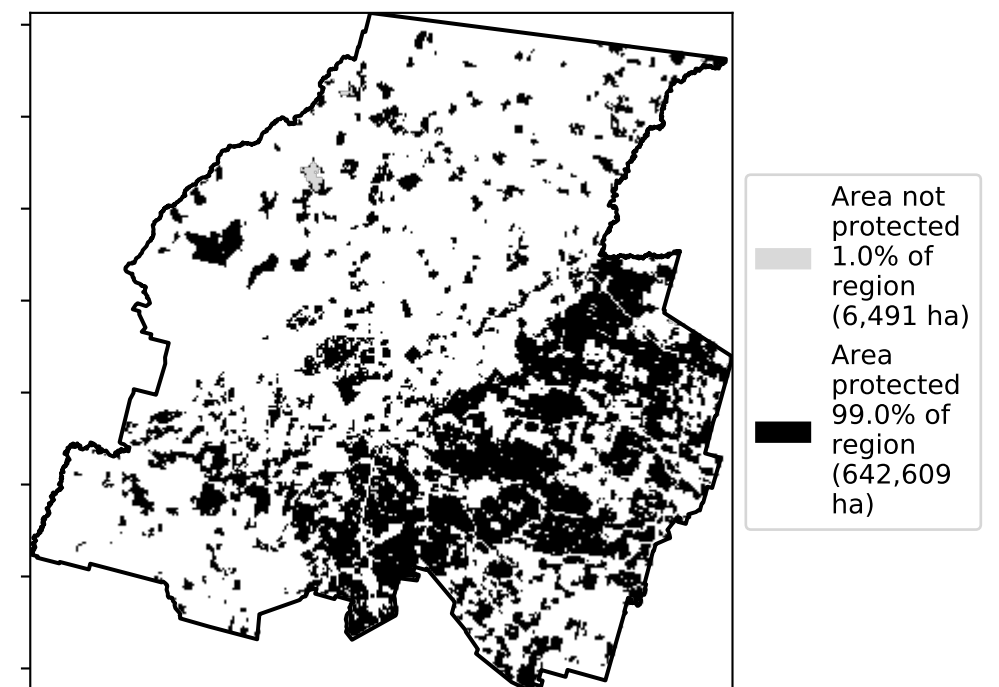 Area not
protected
1.0% of
region
(6,491 ha)
Area
protected
99.0% of
region
(642,609
ha)